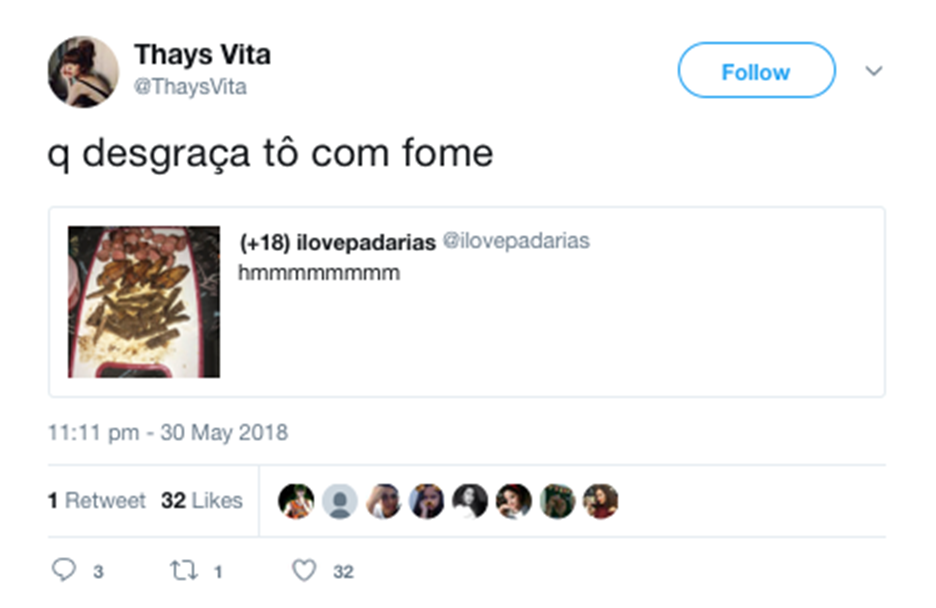 Thays Vita
@ThaysVita
Follow
q desgraça tô com fome
(+18) ilovepadarias @ilovepadarias
hmmmmmmmm
11:11 pm - 30 May 2018
1 Retweet 32 Likes
3 1 32